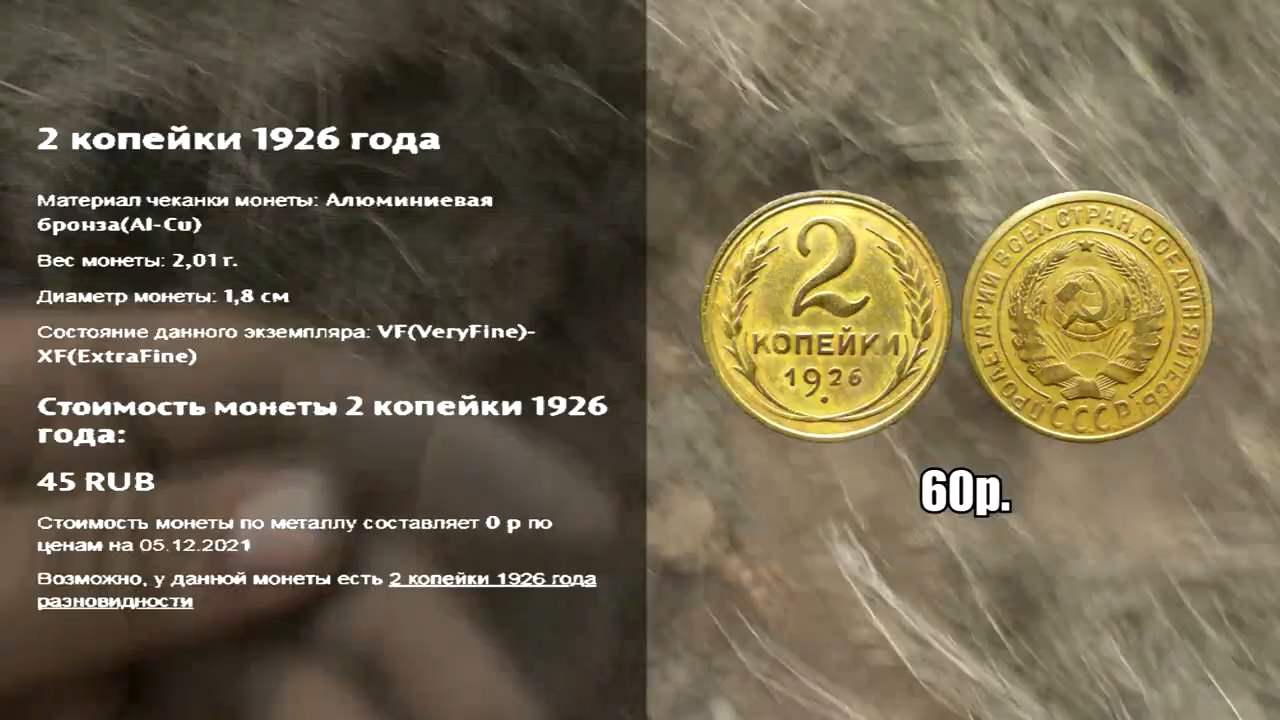 2 копейки 1926 года
Материал чеканки монеты: Алюминиевая
бронза(Al-Cu)
Вес монеты: 2,01 г.
Диаметр монеты: 1,8 см
Состояние данного экземпляра: VF(VeryFine)-
XF(ExtraFine)
Стоимость монеты 2 копейки 1926
года:
45 RUB
Стоимость монеты по металлу составляет 0 р по
ценам на 05.12.2021
Возможно, у данной монеты есть 2 копейки 1926 года
разновидности
2
КОПЕЙКИ
1926
ПРОЛЕТАРИИ ВСЕХ СТРАН, СОЕДИНЯЙТЕСЬ!
СССР
60р.